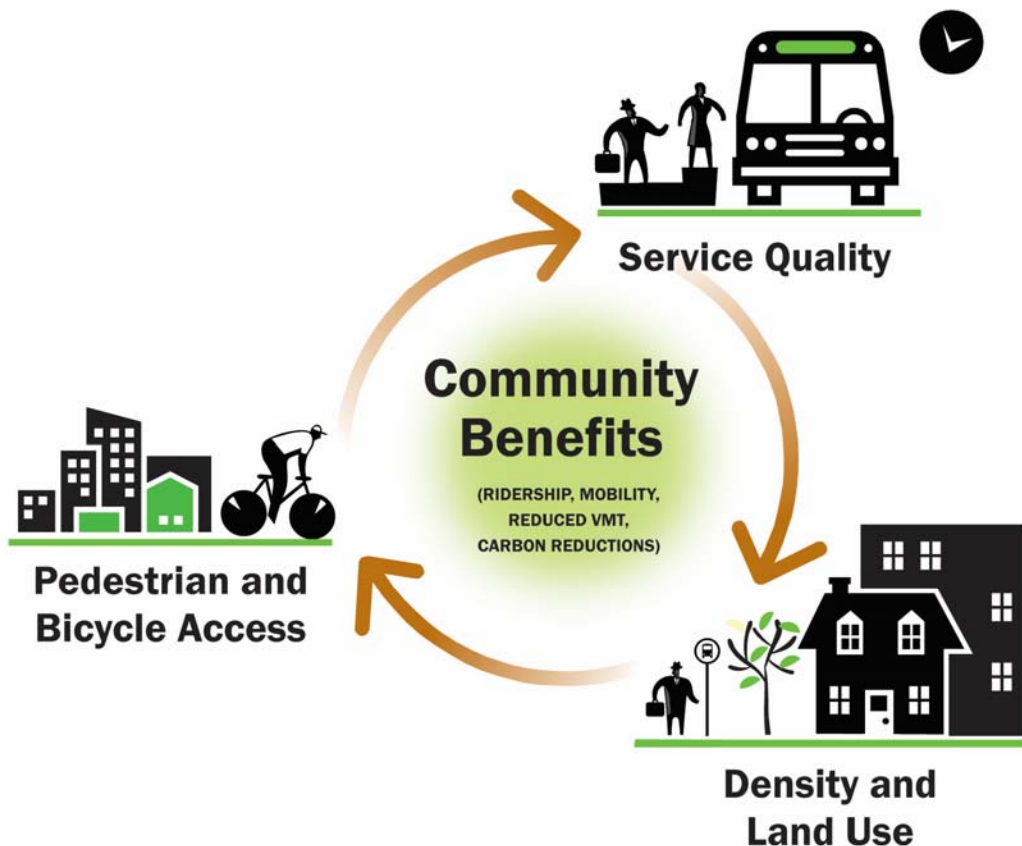 Service Quality
Community
Benefits
(RIDERSHIP, MOBILITY,
REDUCED VMT,
CARBON REDUCTIONS)
Pedestrian and
Bicycle Access
Density and
Land Use